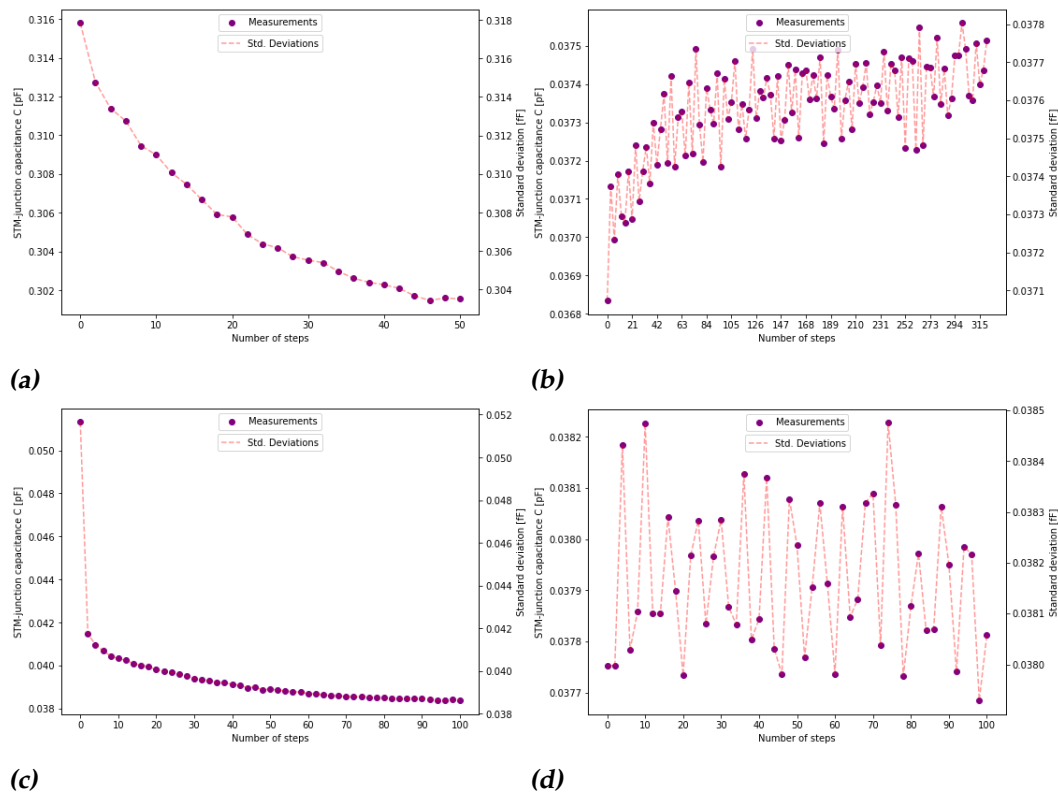 Measurements
Std. Deviations
STM-junction capacitance C [pF]
0.316
0.314
0.312
0.310
0.308
0.306
0.304
0.302
Standard deviation [fF]
0.318
0.316
0.314
0.312
0.310
0.308
0.306
0.304
0 10 20 30 40 50
Number of steps
(a)
Measurements
Std. Deviations
STM-junction capacitance C [pF]
0.0375
0.0374
0.0373
0.0372
0.0371
0.0370
0.0369
0.0368
Standard deviation [fF]
0.0378
0.0377
0.0376
0.0375
0.0374
0.0373
0.0372
0.0371
0 21 42 63 84 105 126 147 168 189 210 231 252 273 294 315
Number of steps
(b)
Measurements
Std. Deviations
STM-junction capacitance C [pF]
0.050
0.048
0.046
0.044
0.042
0.040
0.038
Standard deviation [fF]
0.052
0.050
0.048
0.046
0.044
0.042
0.040
0.038
0 10 20 30 40 50 60 70 80 90 100
Number of steps
(c)
Measurements
Std. Deviations
STM-junction capacitance C [pF]
0.0382
0.0381
0.0380
0.0379
0.0378
0.0377
Standard deviation [fF]
0.0385
0.0384
0.0383
0.0382
0.0381
0.0380
0 10 20 30 40 50 60 70 80 90 100
Number of steps
(d)